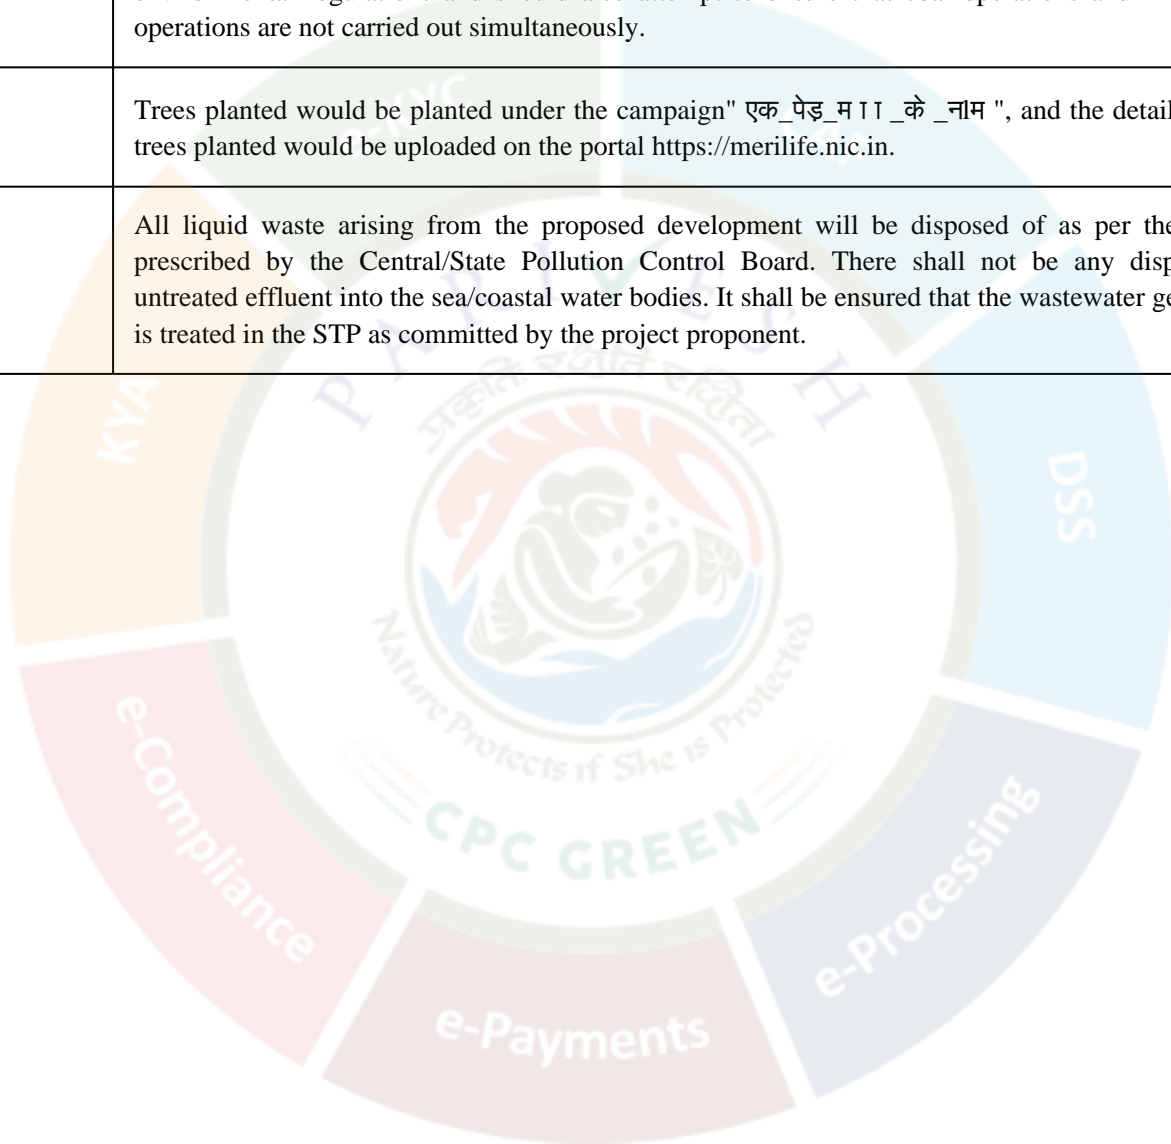 operations are not carried out simultaneously.
Trees planted would be planted under the campaign" एक_पेड़_म ा ा _के _नाम ", and the detail
trees planted would be uploaded on the portal https://merilife.nic.in.
All liquid waste arising from the proposed development will be disposed of as per the
prescribed by the Central/State Pollution Control Board. There shall not be any disp
untreated effluent into the sea/coastal water bodies. It shall be ensured that the wastewater ge
is treated in the STP as committed by the project proponent.
e-KYC
PARIVESH
KYA
DSS
प्रकृतिः रक्षति रक्षिता
Nature Protects if She is Protected
CPC GREEN
e-Compliance
e-Processing
e-Payments